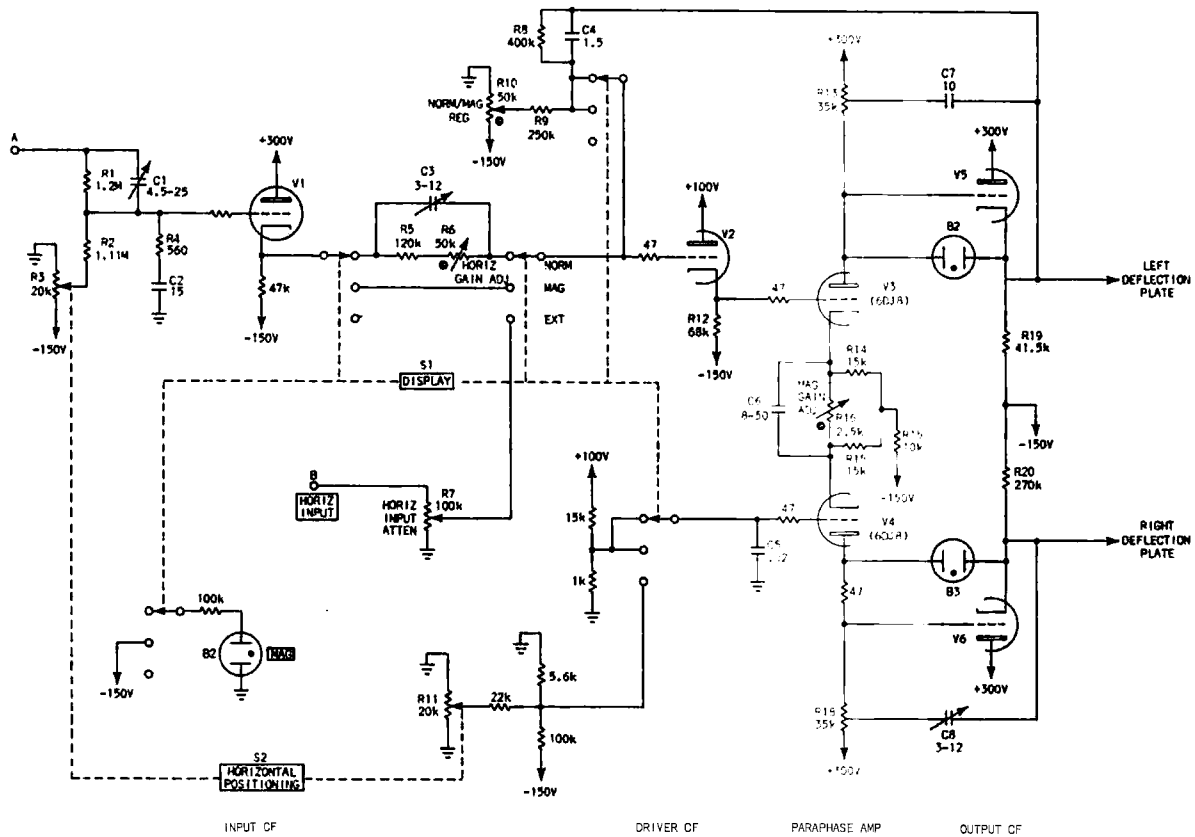 R8
400k
C4
1.5
+300V
R10
50k
NORM/MAG
REG
R9
250k
-150V
R13
35k
C7
10
A
+300V
R1
1.2M
C1
4.5-25
V1
C3
3-12
+100V
+300V
V5
R2
1.11M
R4
560
R5
120k
R6
50k
HORIZ
GAIN ADJ
NORM
MAG
EXT
47
V2
B2
R3
20k
C2
15
47k
-150V
-150V
47
V3
(6DJ8)
LEFT
DEFLECTION
PLATE
R12
68k
-150V
R14
15k
R19
41.5k
S1
DISPLAY
C6
8-50
MAG
GAIN
ADJ
R16
2.5k
R15
15k
10k
-150V
-150V
+100V
R20
270k
B
HORIZ
INPUT
R7
100k
HORIZ
INPUT
ATTEN
15k
1k
47
C5
V4
(6DJ8)
RIGHT
DEFLECTION
PLATE
B3
100k
B2
MAG
-150V
47
V6
+300V
R11
20k
22k
5.6k
100k
-150V
R18
35k
C8
3-12
+300V
S2
HORIZONTAL
POSITIONING
INPUT CF
DRIVER CF
PARAPHASE AMP
OUTPUT CF